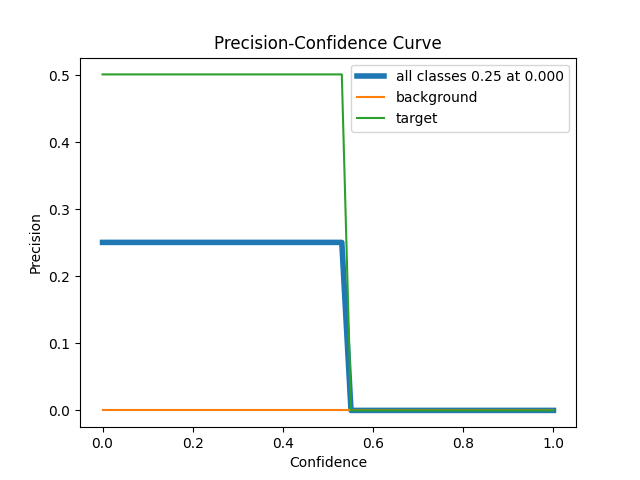 Precision-Confidence Curve
all classes 0.25 at 0.000
background
target
0.5
0.4
0.3
0.2
0.1
0.0
Precision
0.0 0.2 0.4 0.6 0.8 1.0
Confidence